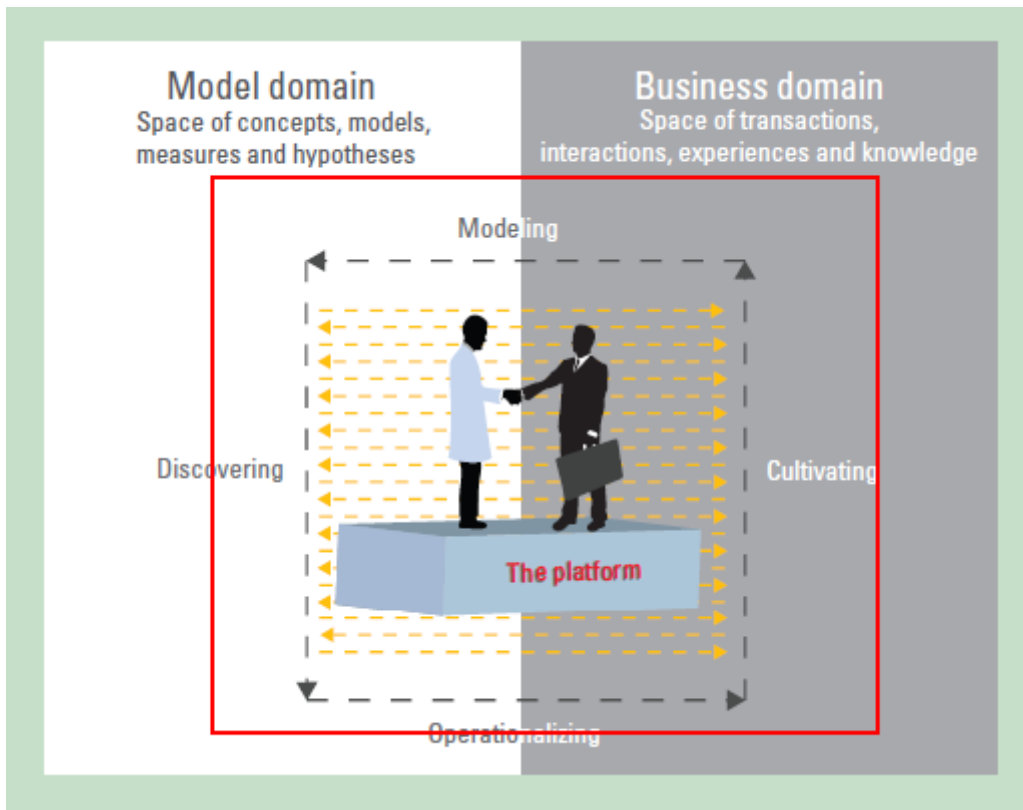 Model domain
Space of concepts, models,
measures and hypotheses
Business domain
Space of transactions,
interactions, experiences and knowledge
Modeling
Discovering
Cultivating
The platform
Operationalizing